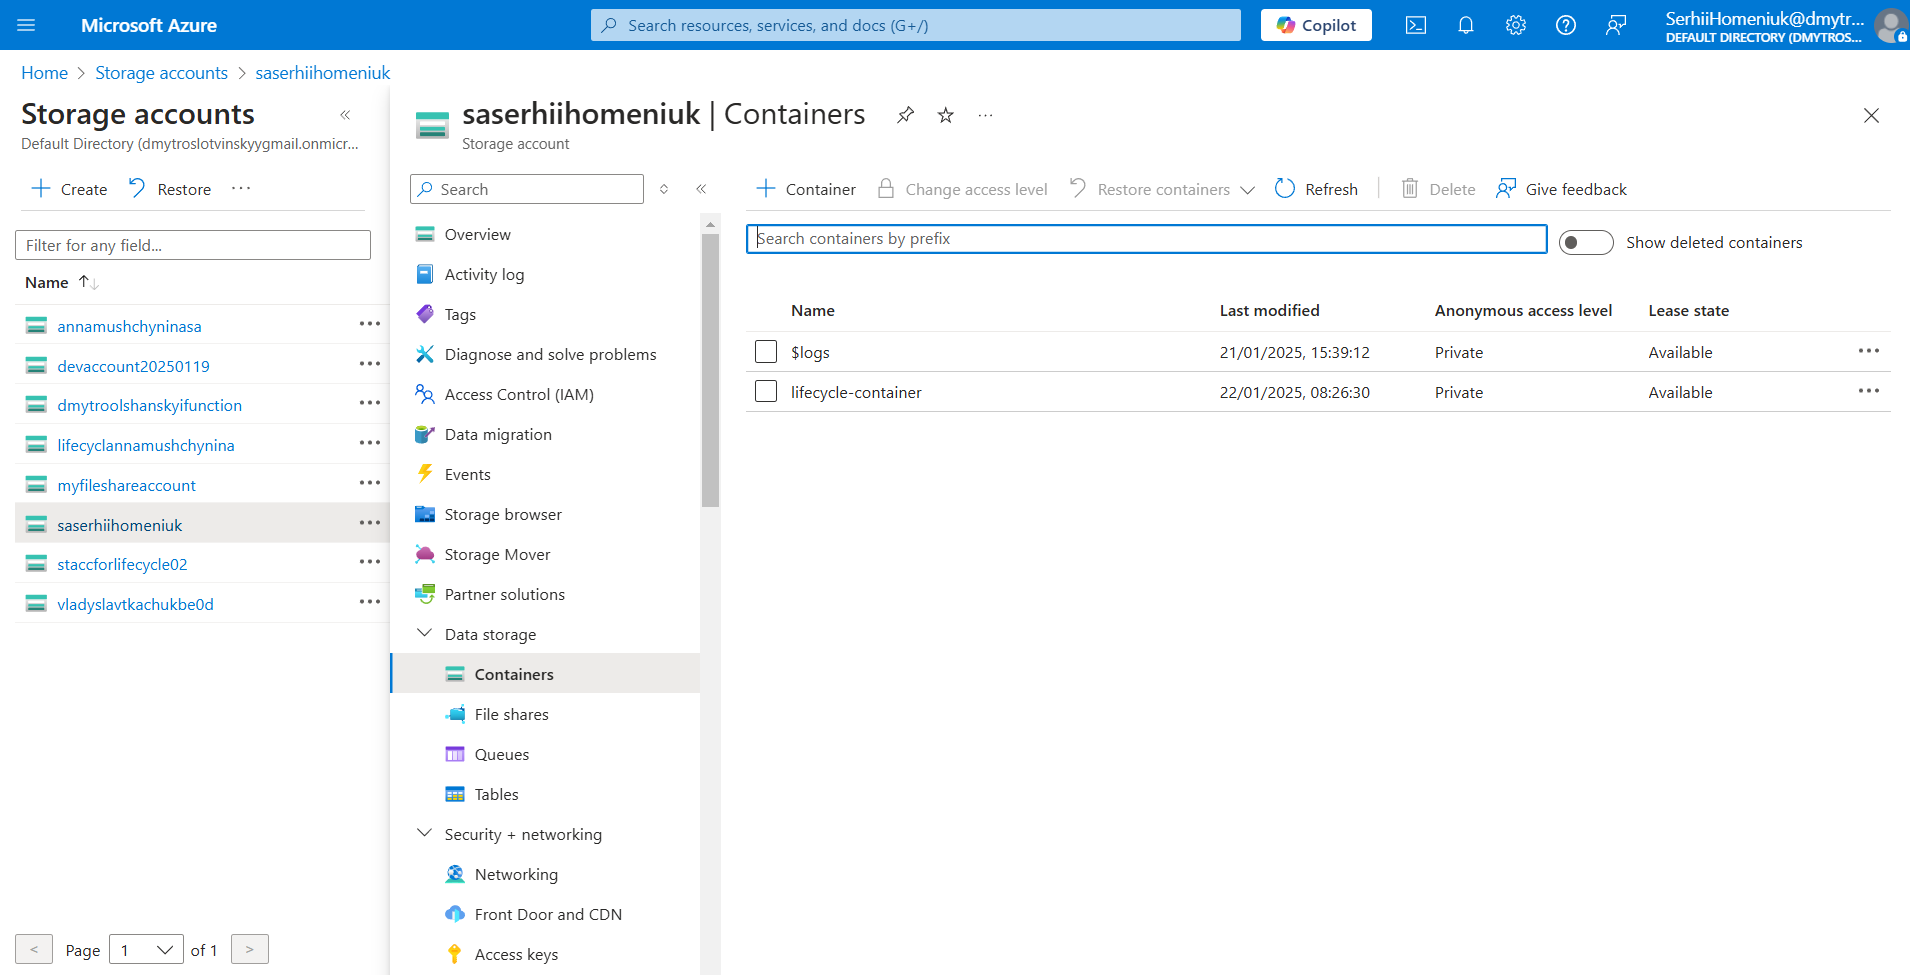 Microsoft Azure
Search resources, services, and docs (G+/)
Copilot
SerhiiHomeniuk@dmytr...
DEFAULT DIRECTORY (DMYTROS...
Home > Storage accounts > saserhiihomeniuk
Storage accounts
Default Directory (dmytroslotvinskyygmail.onmicr...
Create
Restore
Filter for any field...
Name
annamushchyninasa
devaccount20250119
dmytroolshanskyifunction
lifecyclannamushchynina
myfileshareaccount
saserhiihomeniuk
staccforlifecycle02
vladyslavtkachukbe0d
< Page 1 of 1 >
saserhiihomeniuk | Containers
Storage account
Search
Overview
Activity log
Tags
Diagnose and solve problems
Access Control (IAM)
Data migration
Events
Storage browser
Storage Mover
Partner solutions
Data storage
Containers
File shares
Queues
Tables
Security + networking
Networking
Front Door and CDN
Access keys
Container
Change access level
Restore containers
Refresh
Delete
Give feedback
Search containers by prefix
Show deleted containers
Name Last modified Anonymous access level Lease state
$logs 21/01/2025, 15:39:12 Private Available
lifecycle-container 22/01/2025, 08:26:30 Private Available